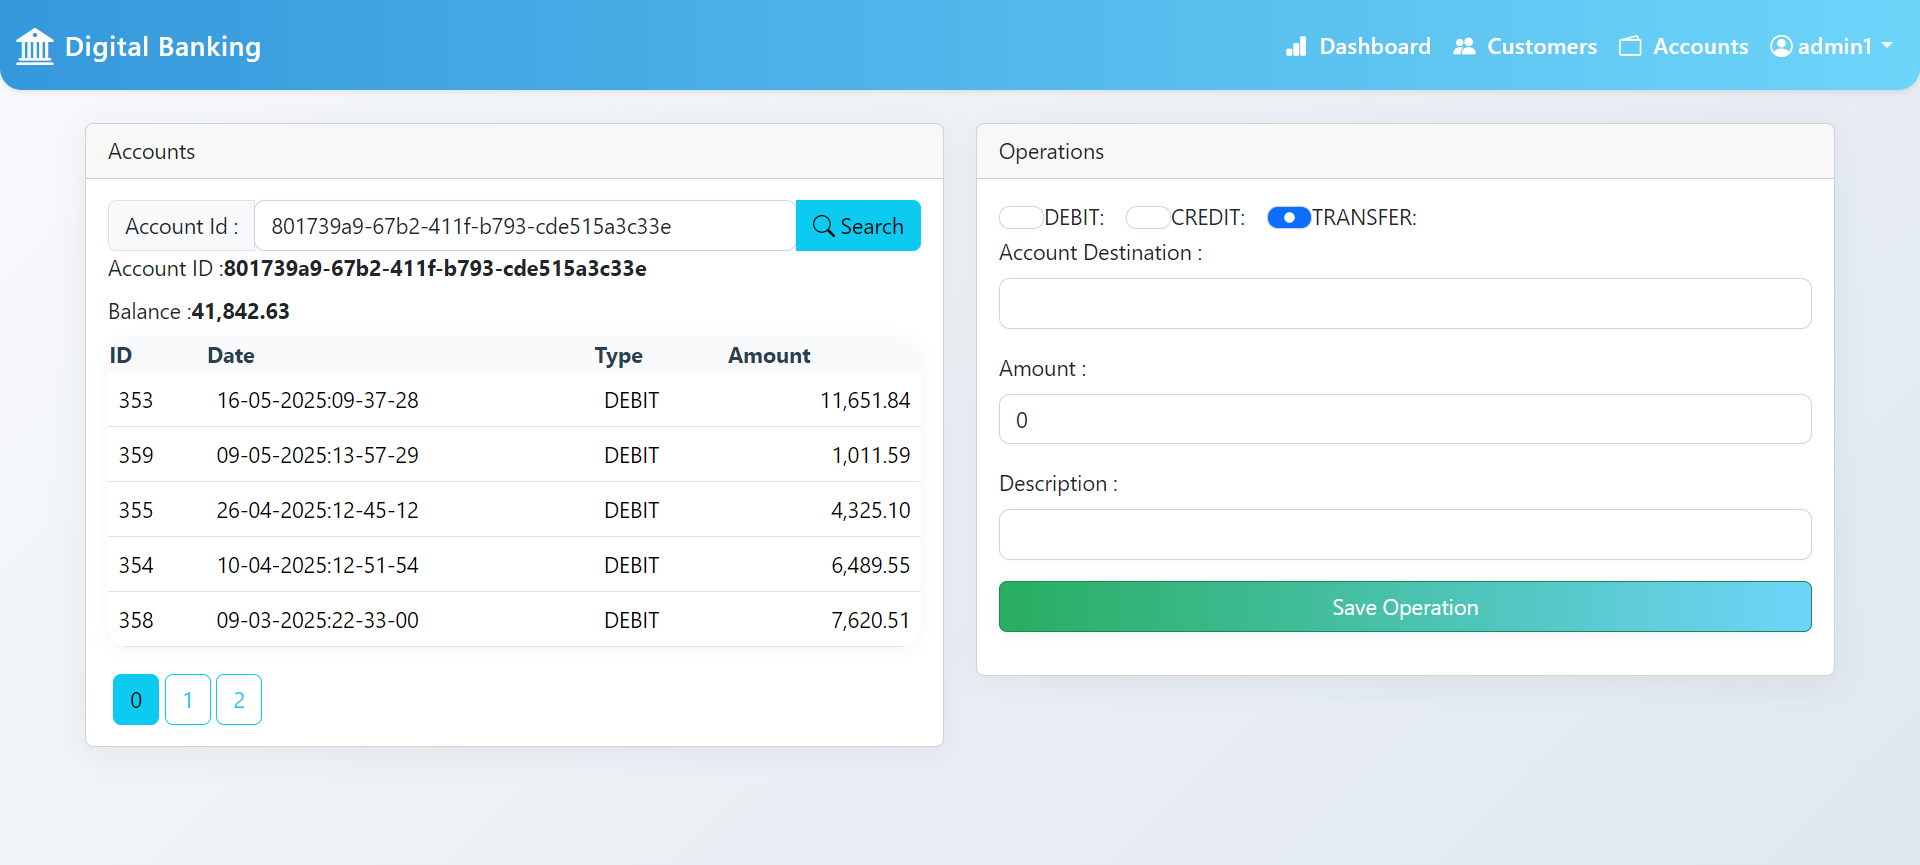 Digital Banking
Dashboard Customers Accounts admin1
Accounts
Account Id : 801739a9-67b2-411f-b793-cde515a3c33e Search
Account ID :801739a9-67b2-411f-b793-cde515a3c33e
Balance :41,842.63
ID Date Type Amount
353 16-05-2025:09-37-28 DEBIT 11,651.84
359 09-05-2025:13-57-29 DEBIT 1,011.59
355 26-04-2025:12-45-12 DEBIT 4,325.10
354 10-04-2025:12-51-54 DEBIT 6,489.55
358 09-03-2025:22-33-00 DEBIT 7,620.51
0 1 2
Operations
DEBIT: CREDIT: TRANSFER:
Account Destination :
Amount :
0
Description :
Save Operation